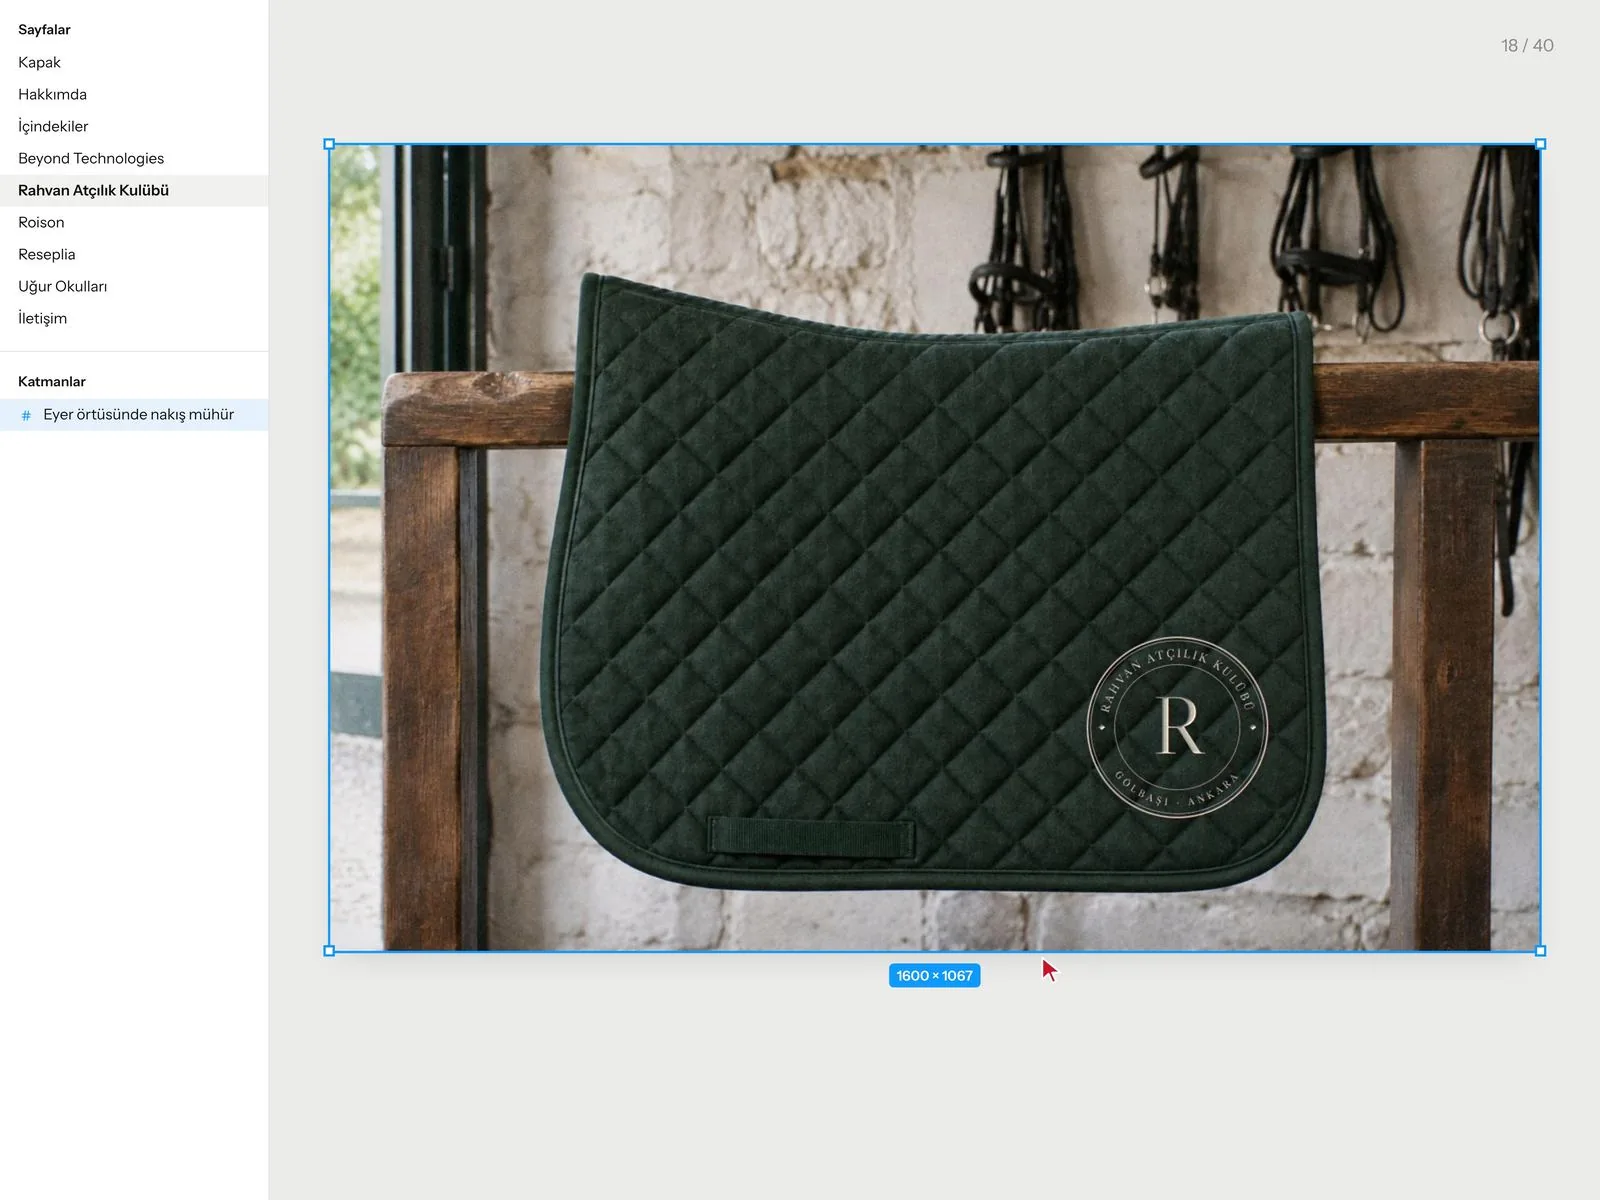 Sayfalar
Kapak
Hakkımda
İçindekiler
Beyond Technologies
Rahvan Atçılık Kulübü
Roison
Reseplia
Uğur Okulları
İletişim
Katmanlar
# Eyer örtüsünde nakış mühür
18 / 40
RAHVAN ATÇILIK KULÜBÜ
R
GÖLBAŞI · ANKARA
1600 × 1067